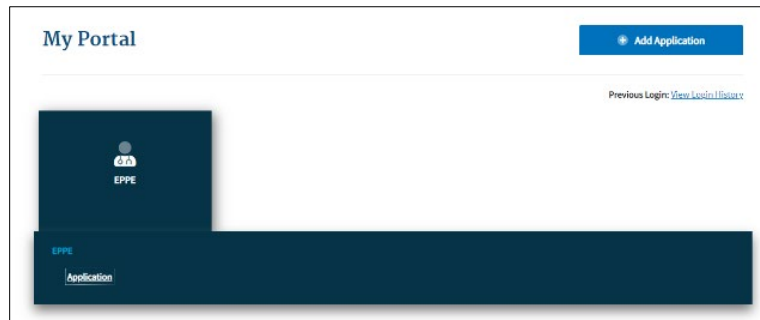 My Portal
Add Application
Previous Login: View Login History
EPPE
EPPE
Application